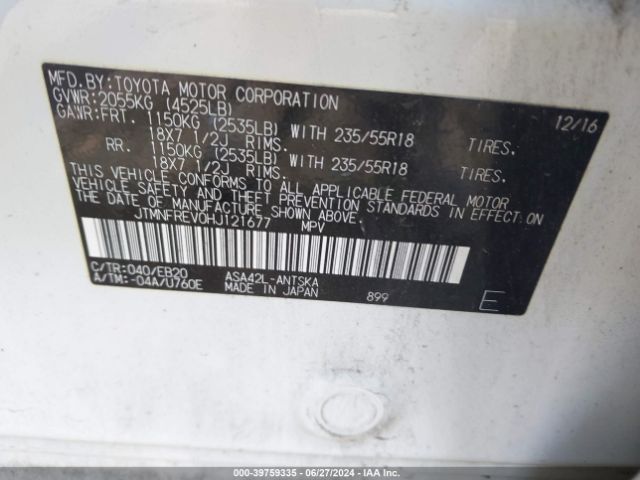 MFD.BY:TOYOTA MOTOR CORPORATION 12/16
GVWR:2055KG (4525LB)
GAWR:FRT. 1150KG (2535LB) WITH 235/55R18 TIRES:
18X7 1/2J RIMS.
RR. 1150KG (2535LB) WITH 235/55R18 TIRES.
18X7 1/2J RIMS.
THIS VEHICLE CONFORMS TO ALL APPLICABLE FEDERAL MOTOR
VEHICLE SAFETY AND THEFT PREVENTION STANDARDS IN EFFECT ON
THE DATE OF MANUFACTURE SHOWN ABOVE.
JTMNFREV0HJ121677 MPV
C/TR:040/EB20 ASA42L-ANTSKA
A/TM:-04A/U760E MADE IN JAPAN 899 E
000-39759335 - 06/27/2024 - IAA Inc.